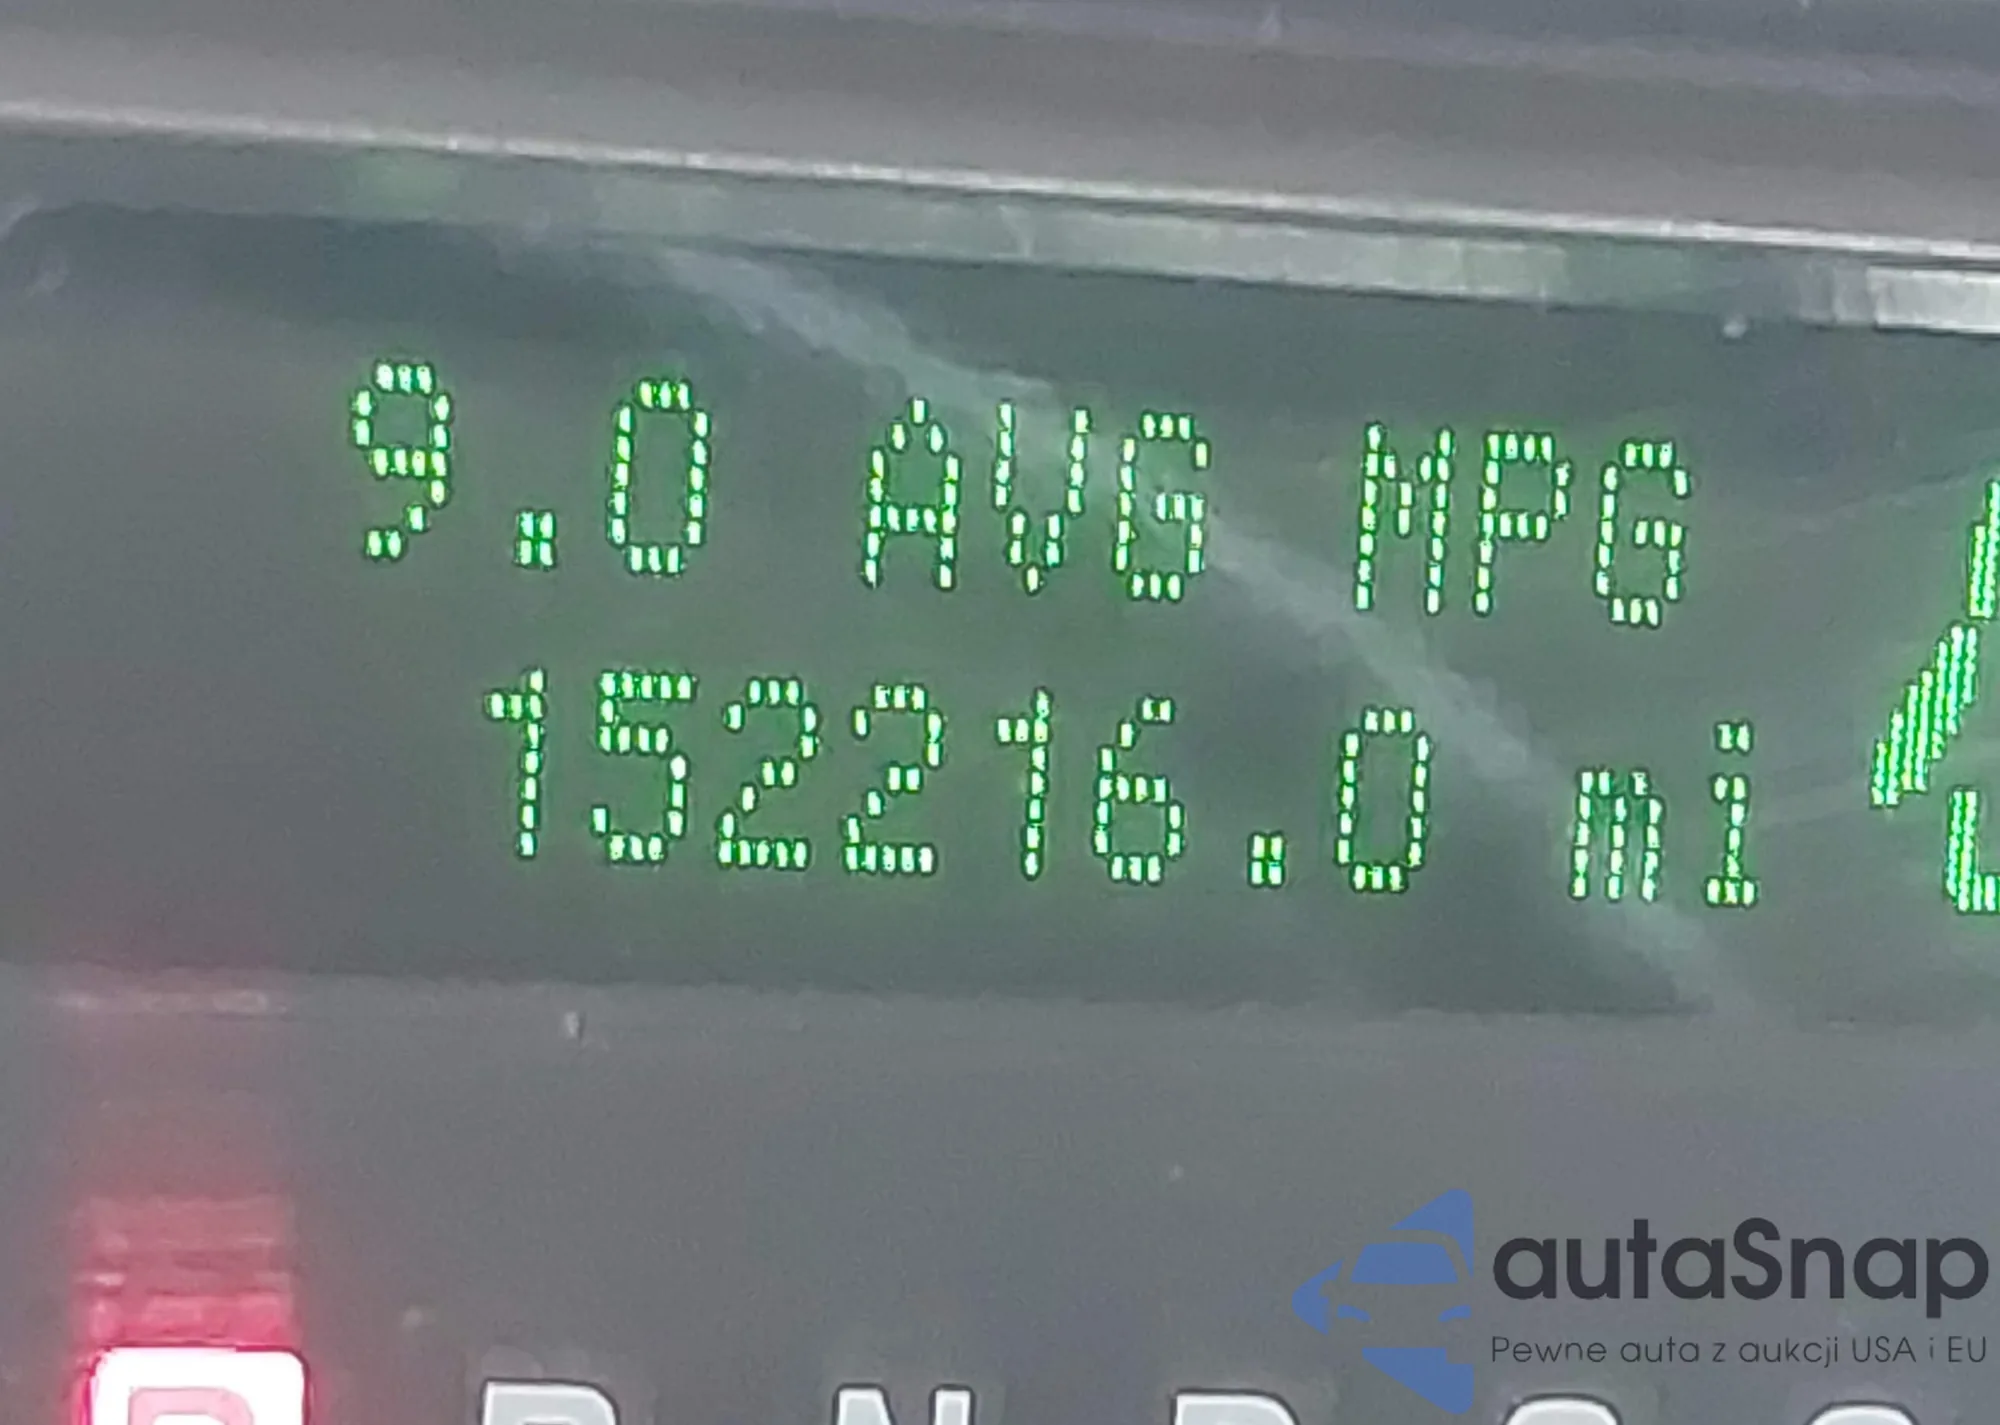 9.0 AVG MPG
152216.0 mi
autaSnap
Pewne auta z aukcji USA i EU